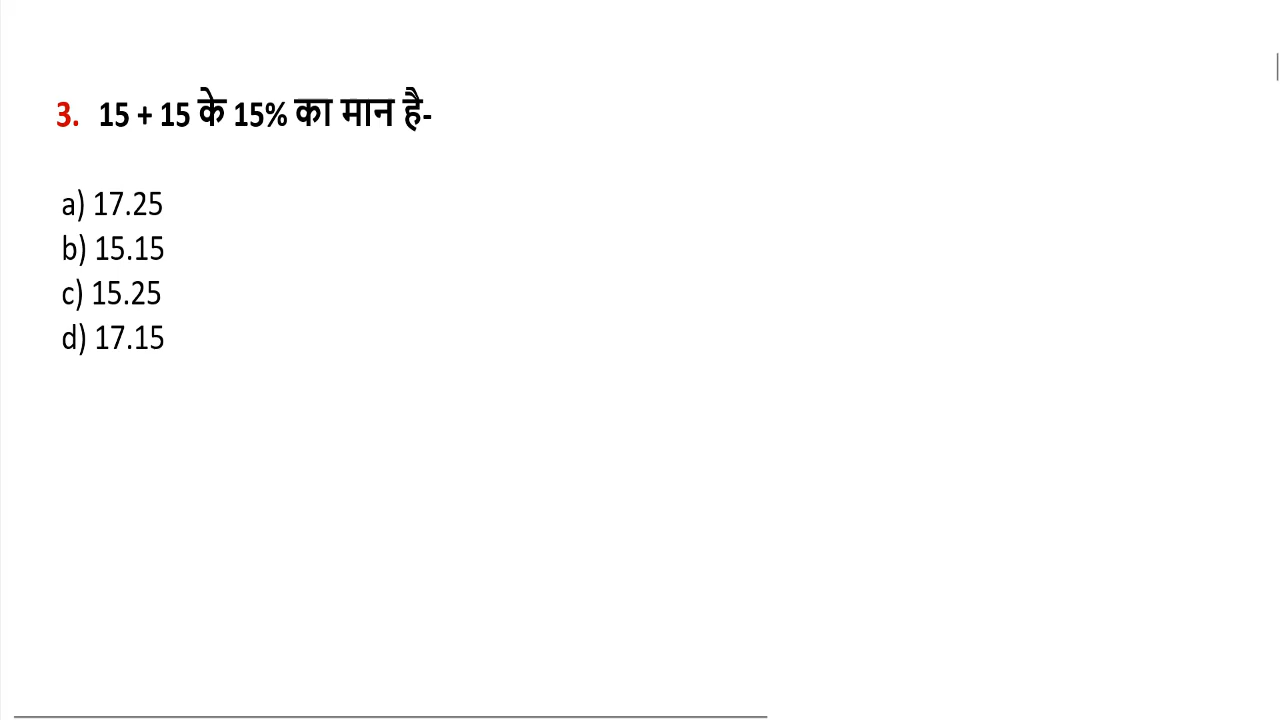 3. 15 + 15 के 15% का मान है-
a) 17.25
b) 15.15
c) 15.25
d) 17.15